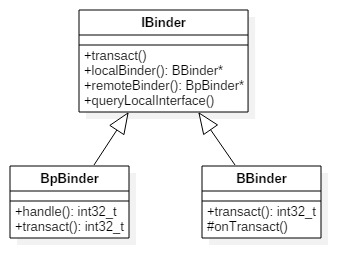 IBinder
+transact()
+localBinder(): BBinder*
+remoteBinder(): BpBinder*
+queryLocalInterface()
BpBinder
+handle(): int32_t
+transact(): int32_t
BBinder
+transact(): int32_t
#onTransact()